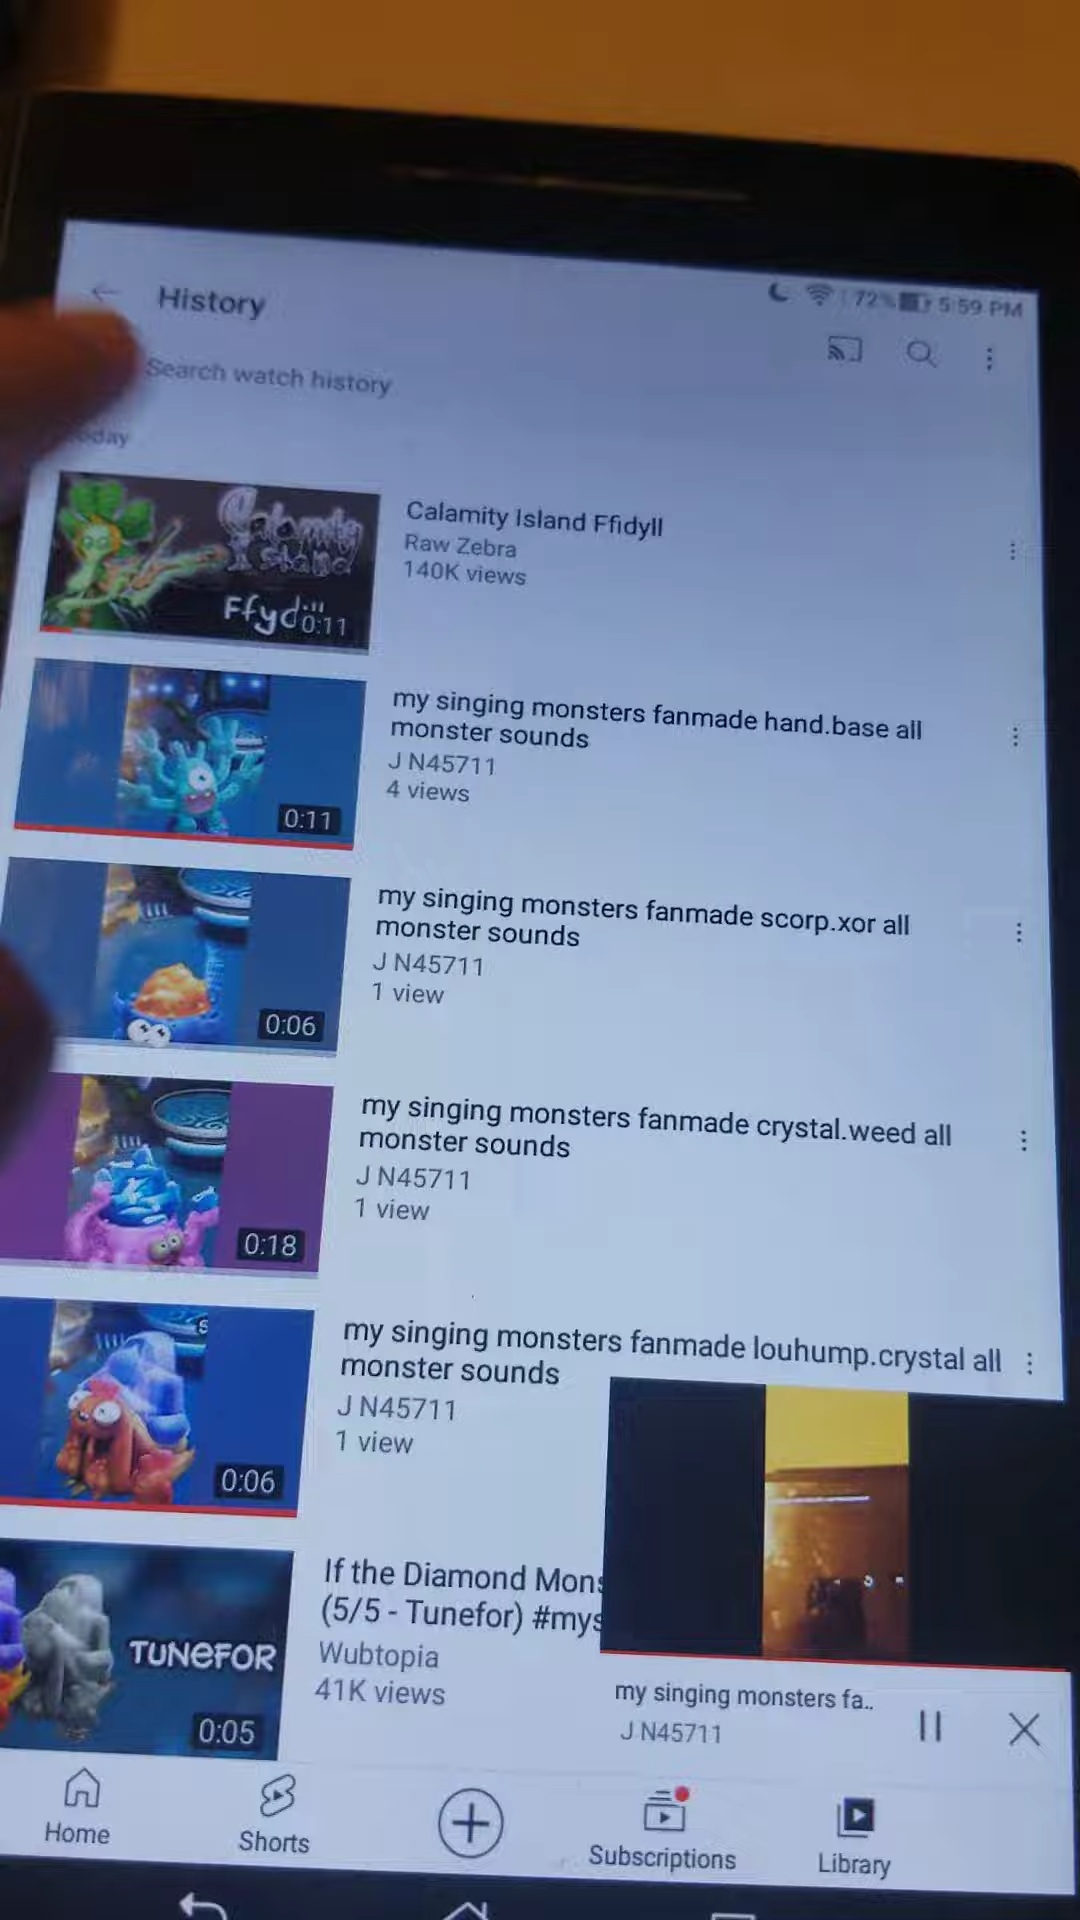 History
72%
5:59 PM
Search watch history
Today
Calamity
Island
Ffyd
0:11
Calamity Island Ffidyll
Raw Zebra
140K views
my singing monsters fanmade hand.base all
monster sounds
J N45711
4 views
0:11
my singing monsters fanmade scorp.xor all
monster sounds
J N45711
1 view
0:06
my singing monsters fanmade crystal.weed all
monster sounds
J N45711
1 view
0:18
my singing monsters fanmade louhump.crystal all
monster sounds
J N45711
1 view
0:06
If the Diamond Mons
(5/5 - Tunefor) #mys
Wubtopia
41K views
TUNEFOR
0:05
my singing monsters fa..
J N45711
Home
Shorts
Subscriptions
Library